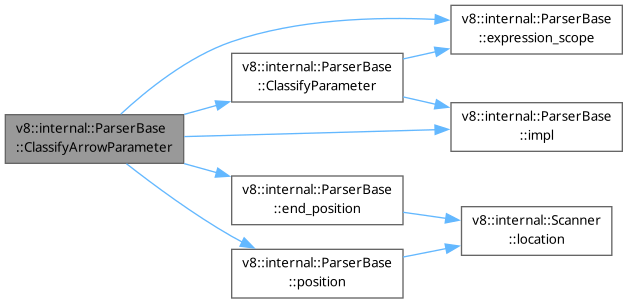 v8::internal::ParserBase
::ClassifyArrowParameter
v8::internal::ParserBase
::ClassifyParameter
v8::internal::ParserBase
::expression_scope
v8::internal::ParserBase
::impl
v8::internal::ParserBase
::end_position
v8::internal::ParserBase
::position
v8::internal::Scanner
::location